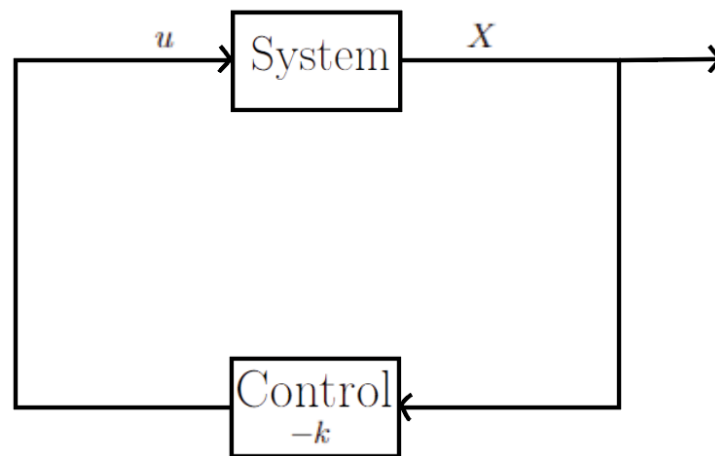 u
System
X
Control
-k